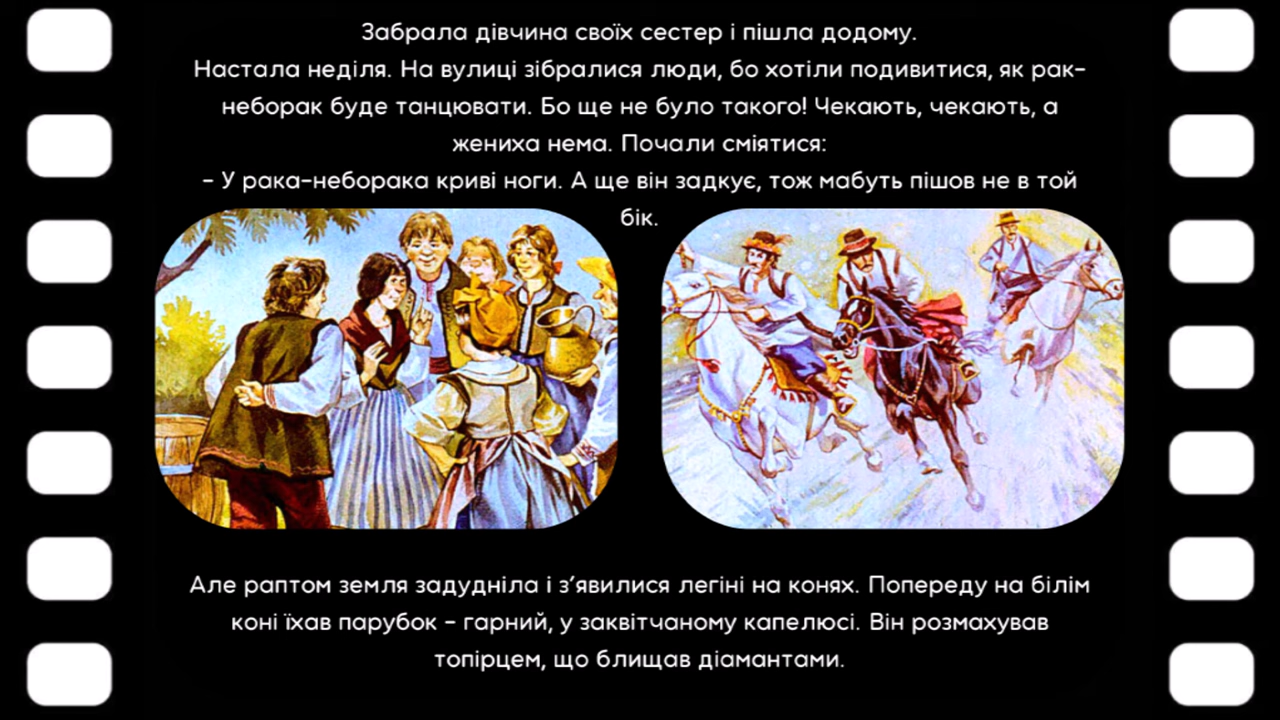 Забрала дівчина своїх сестер і пішла додому.
Настала неділя. На вулиці зібралися люди, бо хотіли подивитися, як рак-
неборак буде танцювати. Бо ще не було такого! Чекають, чекають, а
жениха нема. Почали сміятися:
– У рака-неборака криві ноги. А ще він задкує, тож мабуть пішов не в той
бік.
Але раптом земля задудніла і з’явилися легіні на конях. Попереду на білім
коні їхав парубок – гарний, у заквітчаному капелюсі. Він розмахував
топірцем, що блищав діамантами.